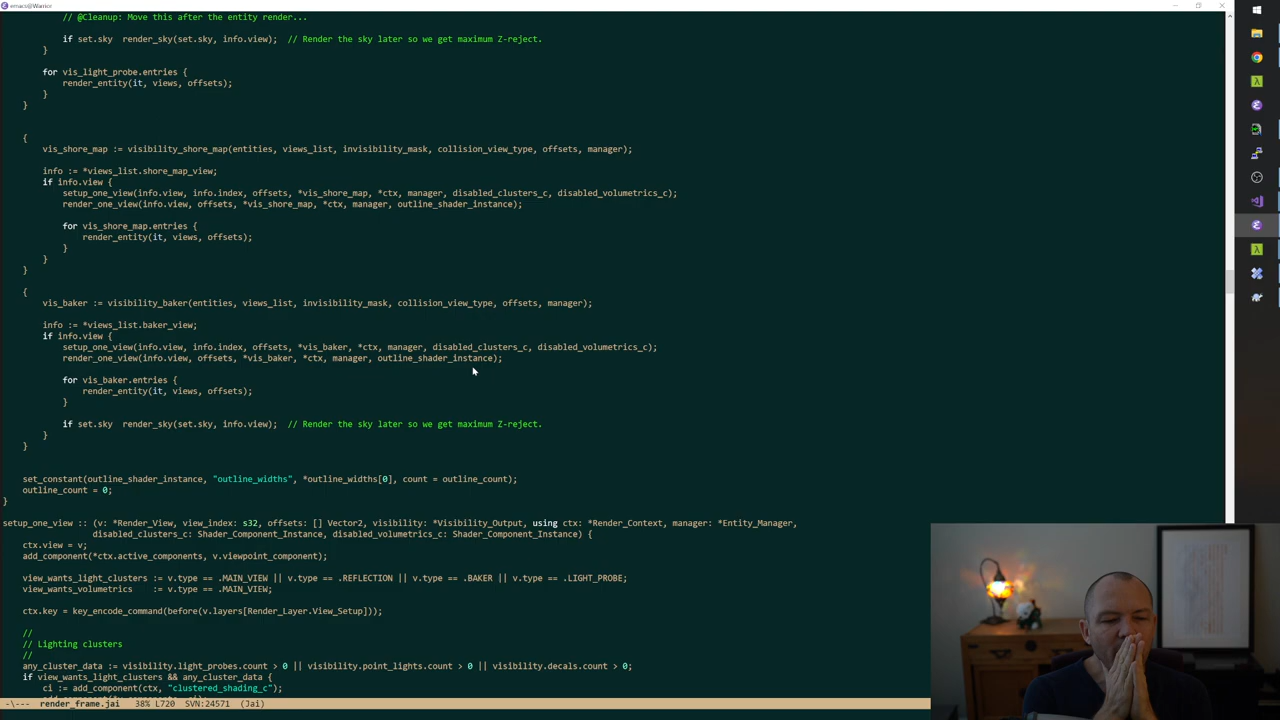 emacs@Warrior
// @Cleanup: Move this after the entity render...
if set.sky  render_sky(set.sky, info.view);  // Render the sky later so we get maximum Z-reject.
}
for vis_light_probe.entries {
render_entity(it, views, offsets);
}
}
{
vis_shore_map := visibility_shore_map(entities, views_list, invisibility_mask, collision_view_type, offsets, manager);
info := *views_list.shore_map_view;
if info.view {
setup_one_view(info.view, info.index, offsets, *vis_shore_map, *ctx, manager, disabled_clusters_c, disabled_volumetrics_c);
render_one_view(info.view, offsets, *vis_shore_map, *ctx, manager, outline_shader_instance);
for vis_shore_map.entries {
render_entity(it, views, offsets);
}
}
}
{
vis_baker := visibility_baker(entities, views_list, invisibility_mask, collision_view_type, offsets, manager);
info := *views_list.baker_view;
if info.view {
setup_one_view(info.view, info.index, offsets, *vis_baker, *ctx, manager, disabled_clusters_c, disabled_volumetrics_c);
render_one_view(info.view, offsets, *vis_baker, *ctx, manager, outline_shader_instance);
for vis_baker.entries {
render_entity(it, views, offsets);
}
if set.sky  render_sky(set.sky, info.view);  // Render the sky later so we get maximum Z-reject.
}
}
set_constant(outline_shader_instance, "outline_widths", *outline_widths[0], count = outline_count);
outline_count = 0;
}
setup_one_view :: (v: *Render_View, view_index: s32, offsets: [] Vector2, visibility: *Visibility_Output, using ctx: *Render_Context, manager: *Entity_Manager,
disabled_clusters_c: Shader_Component_Instance, disabled_volumetrics_c: Shader_Component_Instance) {
ctx.view = v;
add_component(*ctx.active_components, v.viewpoint_component);
view_wants_light_clusters := v.type == .MAIN_VIEW || v.type == .REFLECTION || v.type == .BAKER || v.type == .LIGHT_PROBE;
view_wants_volumetrics    := v.type == .MAIN_VIEW;
ctx.key = key_encode_command(before(v.layers[Render_Layer.View_Setup]));
//
// Lighting clusters
//
any_cluster_data := visibility.light_probes.count > 0 || visibility.point_lights.count > 0 || visibility.decals.count > 0;
if view_wants_light_clusters && any_cluster_data {
ci := add_component(ctx, "clustered_shading_c");
-\---  render_frame.jai   38% L720  SVN:24571  (Jai)